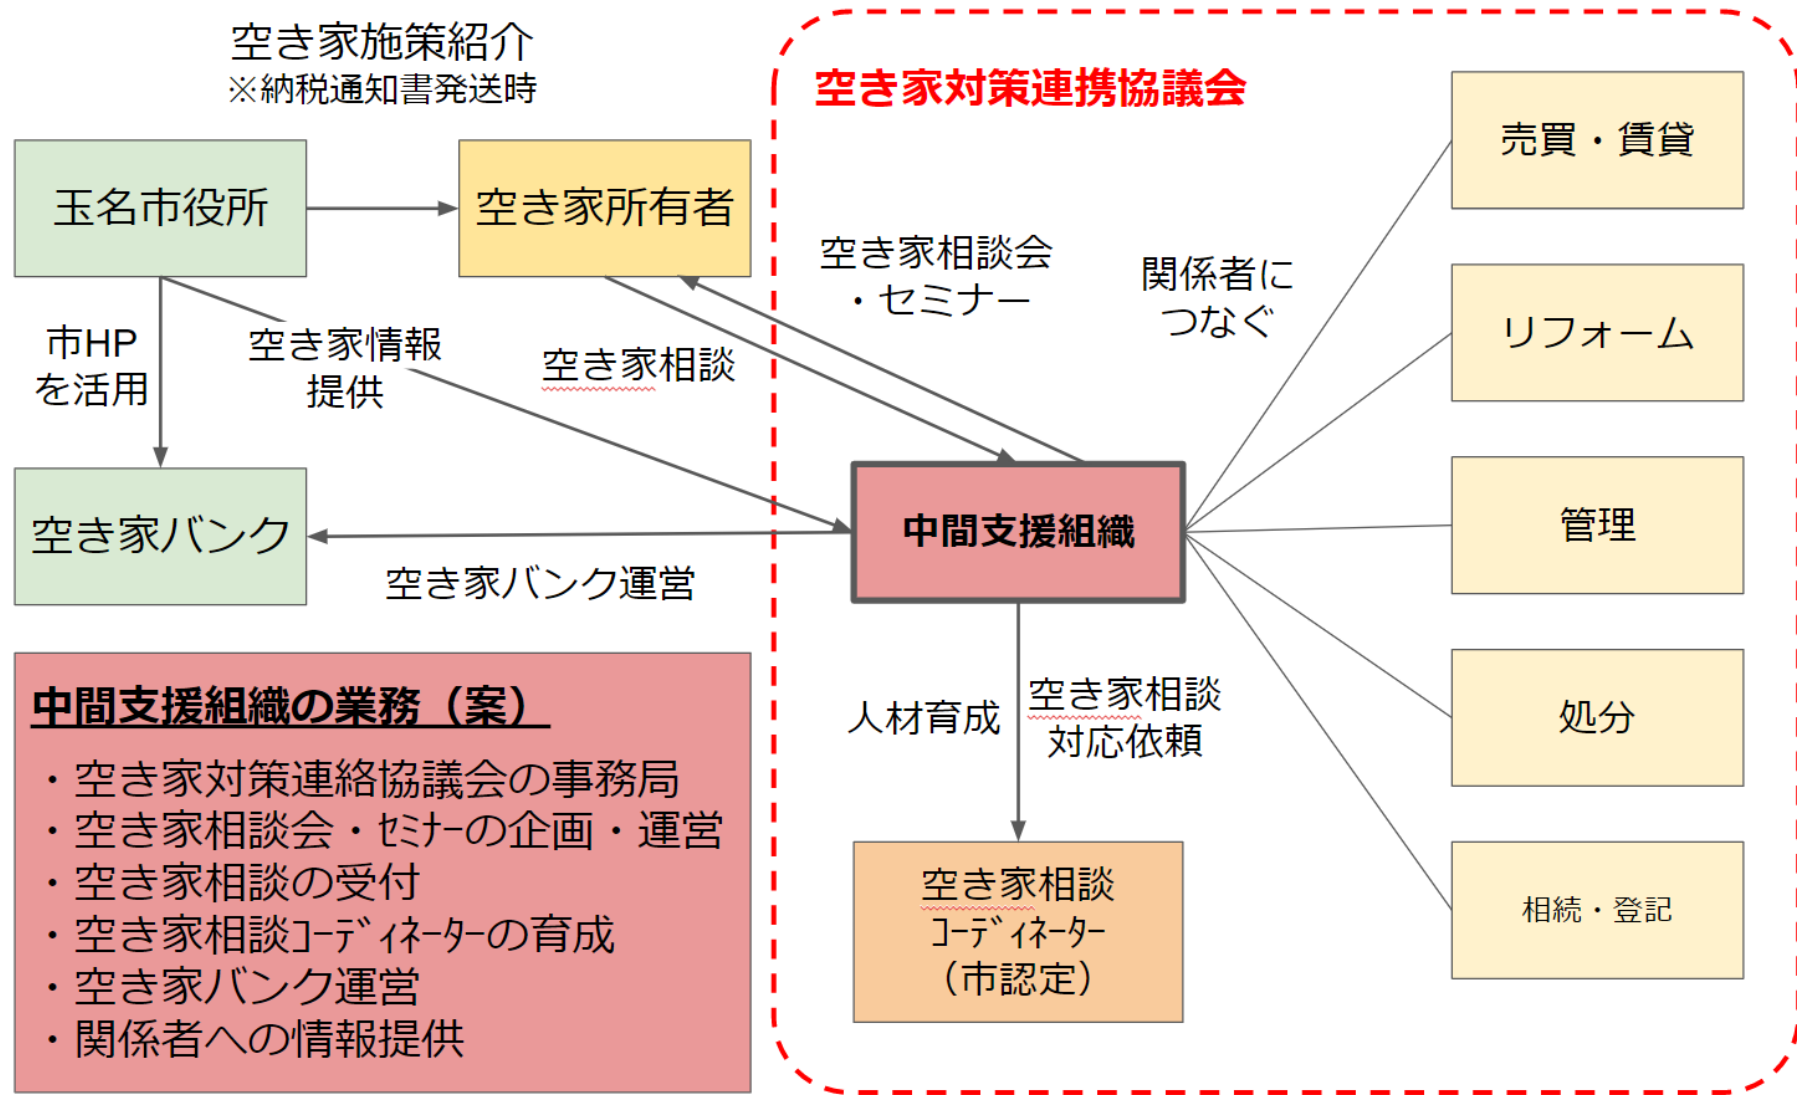 空き家施策紹介
※納税通知書発送時
空き家対策連携協議会
玉名市役所
空き家所有者
市HP
を活用
空き家情報
提供
空き家相談
空き家相談会
・セミナー
関係者に
つなぐ
空き家バンク
空き家バンク運営
中間支援組織
人材育成
空き家相談
対応依頼
空き家相談
ｺｰﾃﾞｨﾈｰﾀｰ
（市認定）
売買・賃貸
リフォーム
管理
処分
相続・登記
中間支援組織の業務（案）
・空き家対策連絡協議会の事務局
・空き家相談会・ｾﾐﾅｰの企画・運営
・空き家相談の受付
・空き家相談ｺｰﾃﾞｨﾈｰﾀｰの育成
・空き家バンク運営
・関係者への情報提供